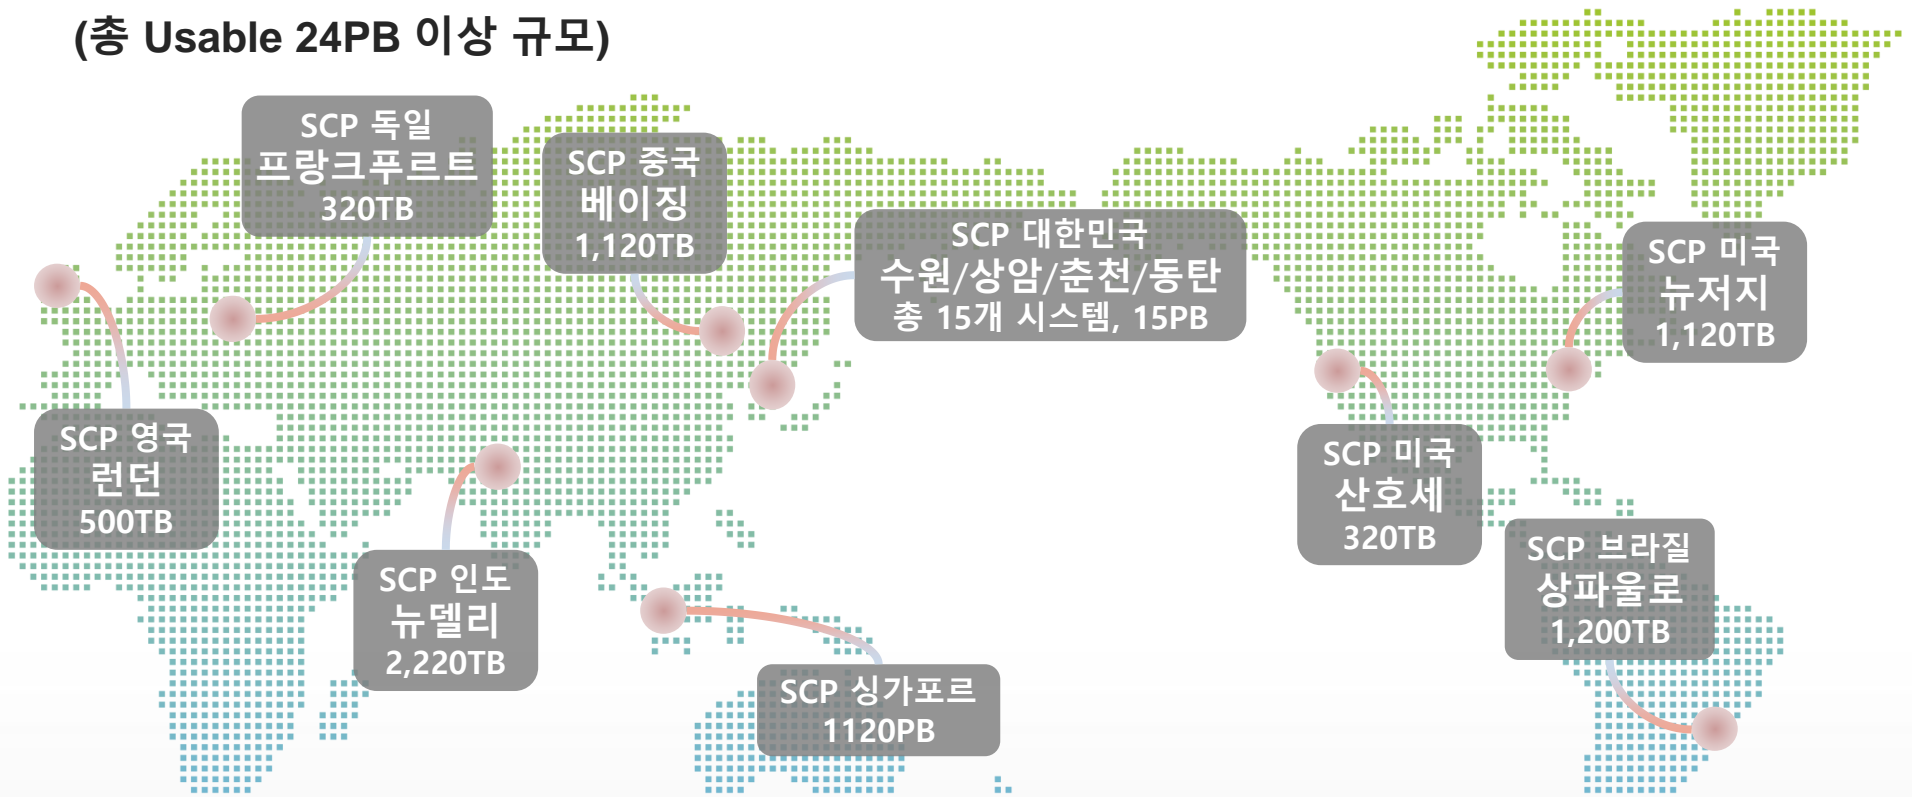 (총 Usable 24PB 이상 규모)
SCP 독일
프랑크푸르트
320TB
SCP 중국
베이징
1,120TB
SCP 대한민국
수원/상암/춘천/동탄
총 15개 시스템, 15PB
SCP 미국
뉴저지
1,120TB
SCP 영국
런던
500TB
SCP 미국
산호세
320TB
SCP 인도
뉴델리
2,220TB
SCP 브라질
상파울로
1,200TB
SCP 싱가포르
1120PB